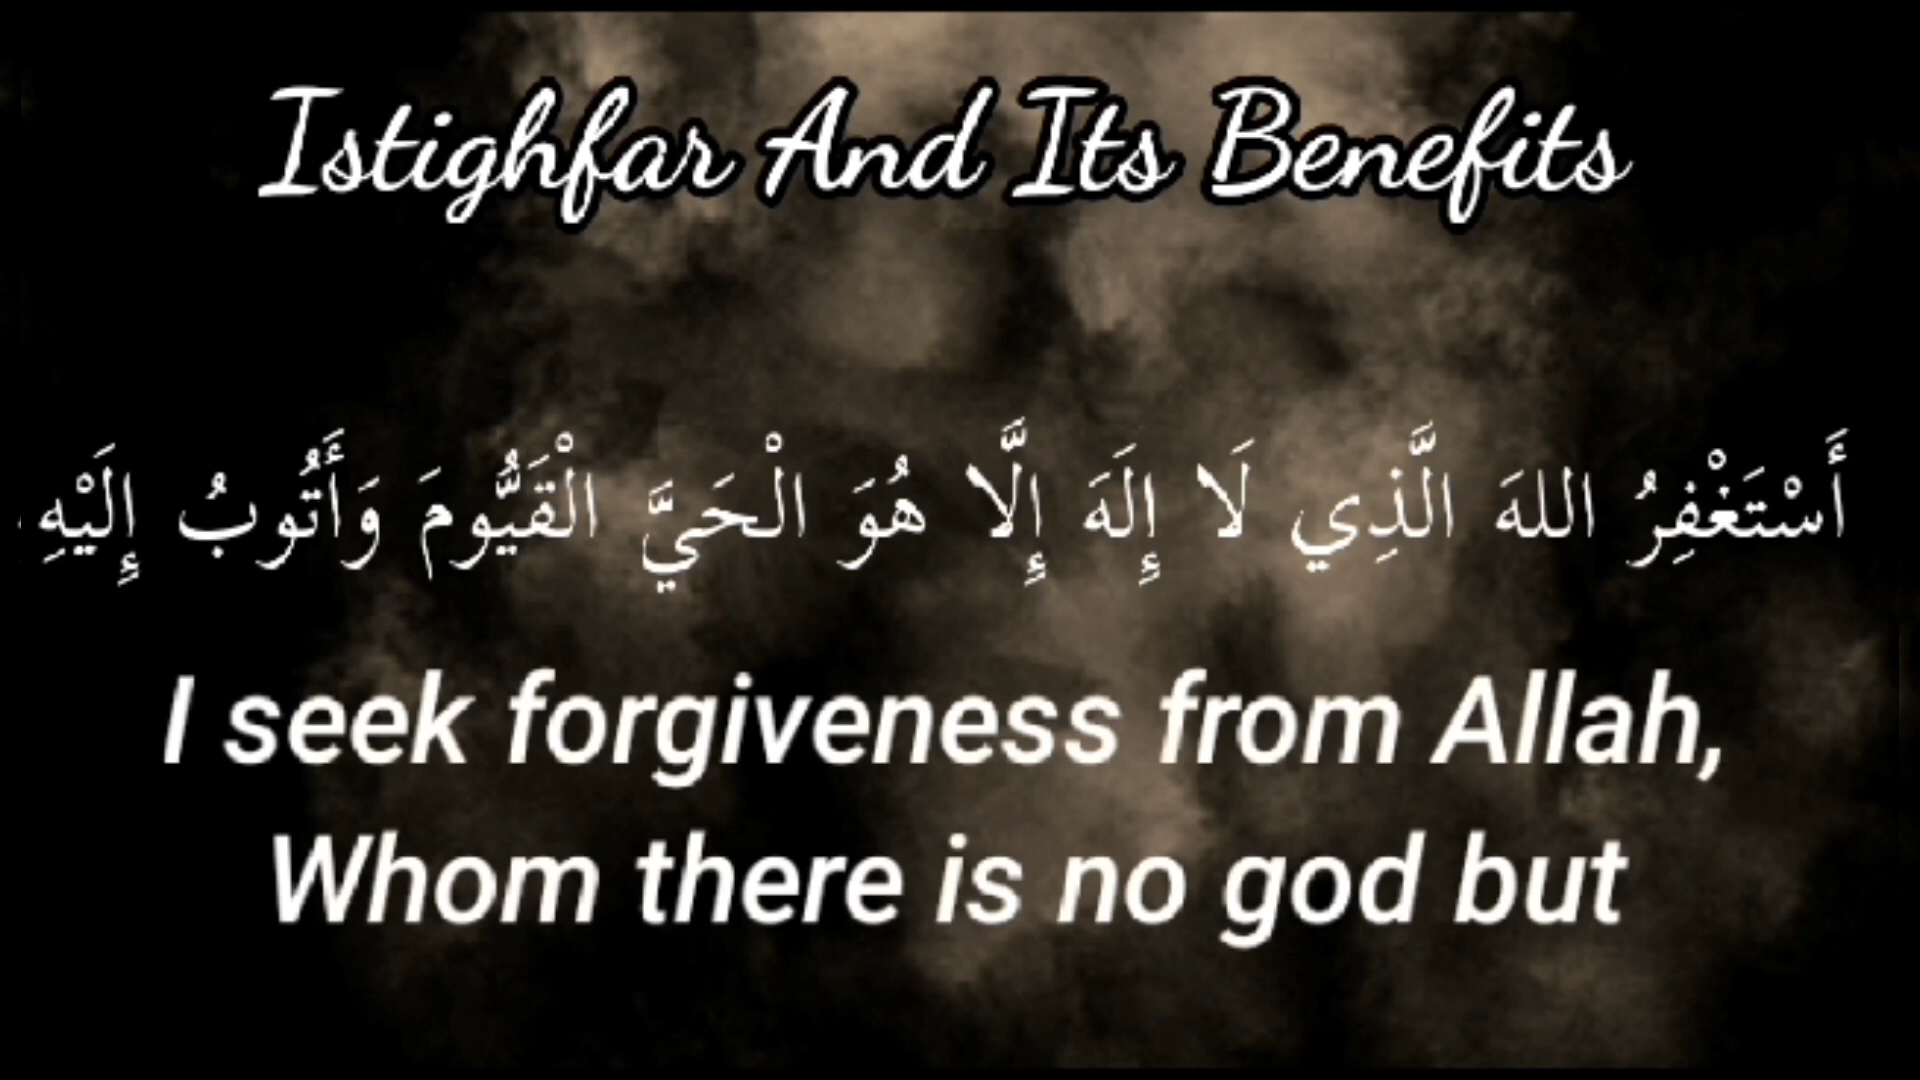 Istighfar And Its Benefits
أَسْتَغْفِرُ اللهَ الَّذِي لَا إِلَهَ إِلَّا هُوَ الْحَيَّ الْقَيُّومَ وَأَتُوبُ إِلَيْهِ
I seek forgiveness from Allah,
Whom there is no god but